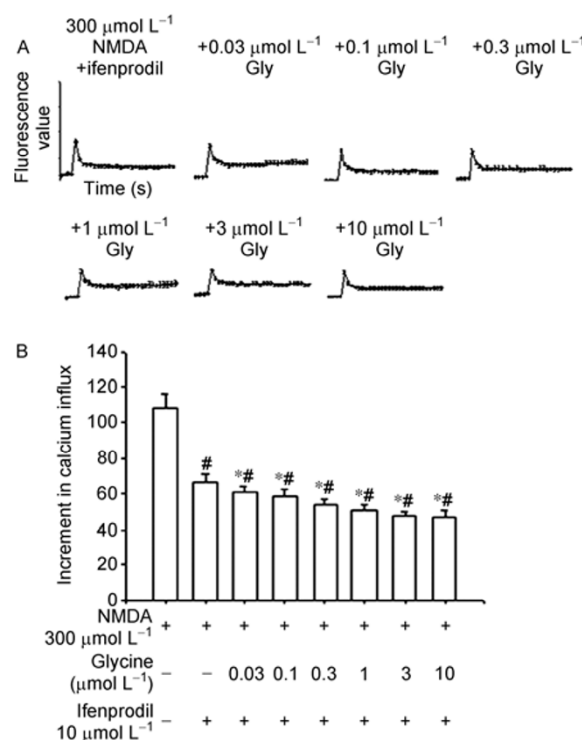 A
300 μmol L⁻¹
NMDA
+ifenprodil
+0.03 μmol L⁻¹
Gly
+0.1 μmol L⁻¹
Gly
+0.3 μmol L⁻¹
Gly
Fluorescence
value
Time (s)
+1 μmol L⁻¹
Gly
+3 μmol L⁻¹
Gly
+10 μmol L⁻¹
Gly
B
Increment in calcium influx
140
120
100
80
60
40
20
0
# *# *# *# *# *# *#
NMDA
300 μmol L⁻¹ + + + + + + + +
Glycine
(μmol L⁻¹) – – 0.03 0.1 0.3 1 3 10
Ifenprodil
10 μmol L⁻¹ – + + + + + + +